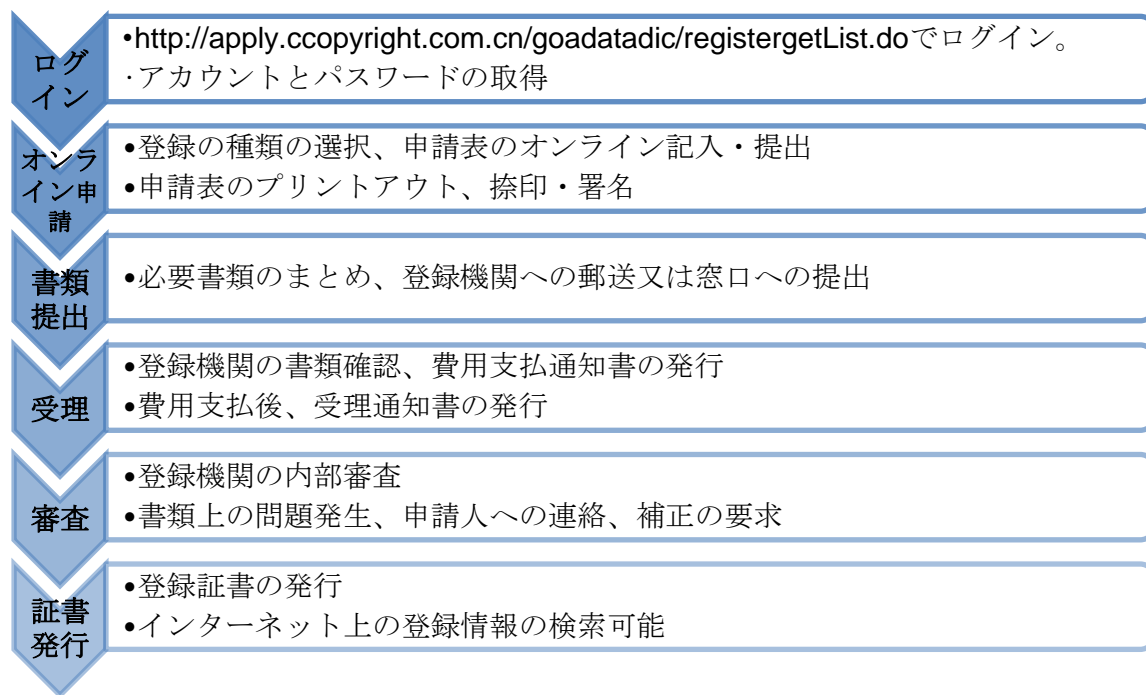 ログ
イン
•http://apply.ccopyright.com.cn/goadatadic/registergetList.doでログイン。
·アカウントとパスワードの取得
オンラ
イン申
請
•登録の種類の選択、申請表のオンライン記入・提出
•申請表のプリントアウト、捺印・署名
書類
提出
•必要書類のまとめ、登録機関への郵送又は窓口への提出
受理
•登録機関の書類確認、費用支払通知書の発行
•費用支払後、受理通知書の発行
審査
•登録機関の内部審査
•書類上の問題発生、申請人への連絡、補正の要求
証書
発行
•登録証書の発行
•インターネット上の登録情報の検索可能